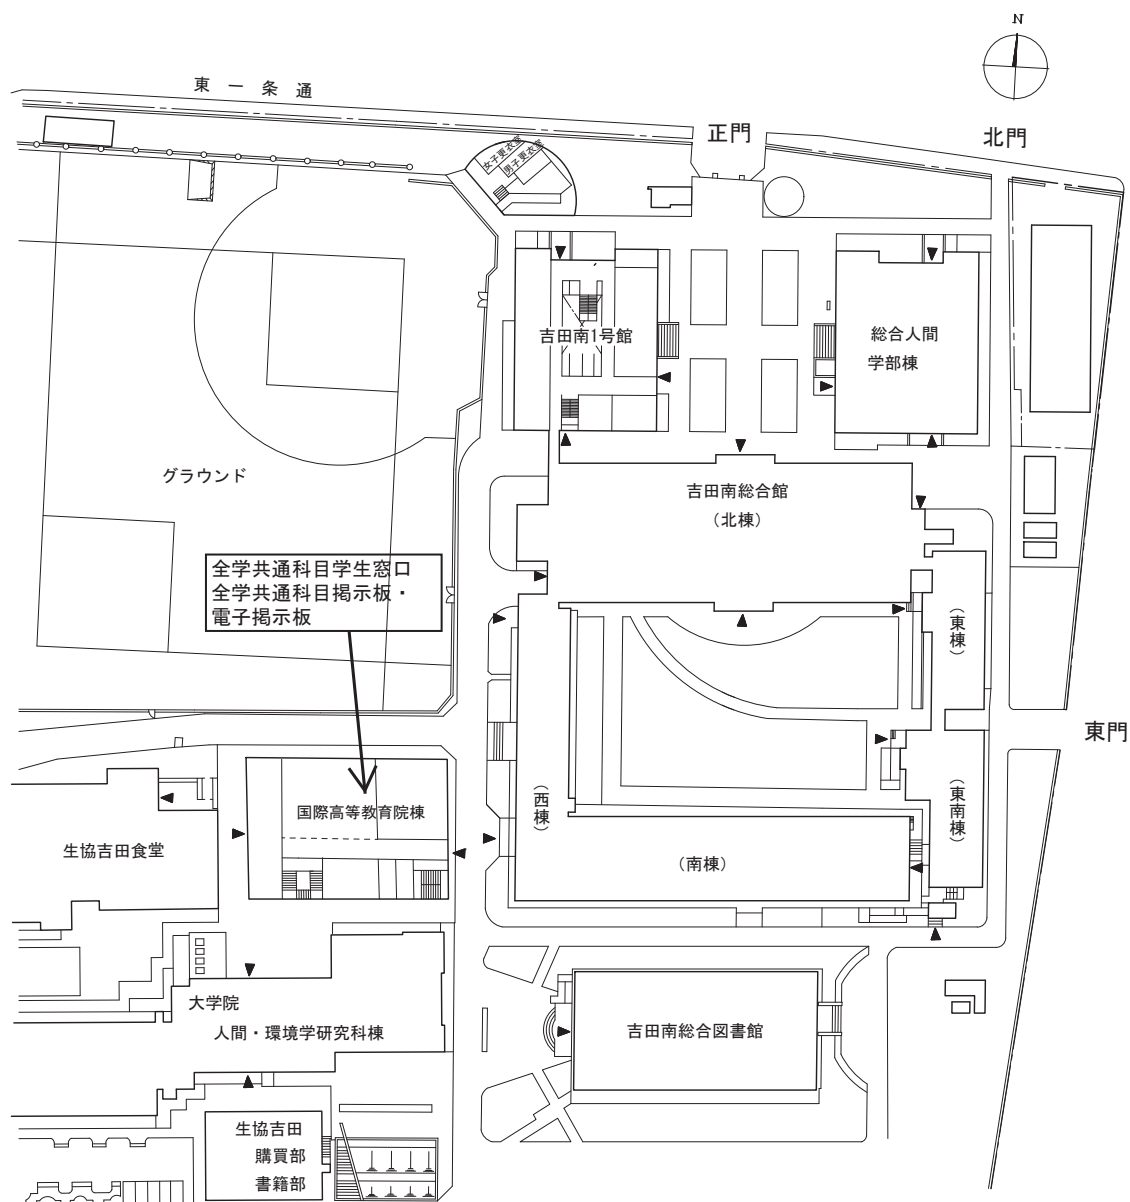 N
東一条通
正門
北門
女子更衣室
男子更衣室
吉田南1号館
総合人間
学部棟
グラウンド
吉田南総合館
（北棟）
全学共通科目学生窓口
全学共通科目掲示板・
電子掲示板
（東棟）
東門
国際高等教育院棟
（西棟）
（東南棟）
生協吉田食堂
（南棟）
大学院
人間・環境学研究科棟
吉田南総合図書館
生協吉田
購買部
書籍部